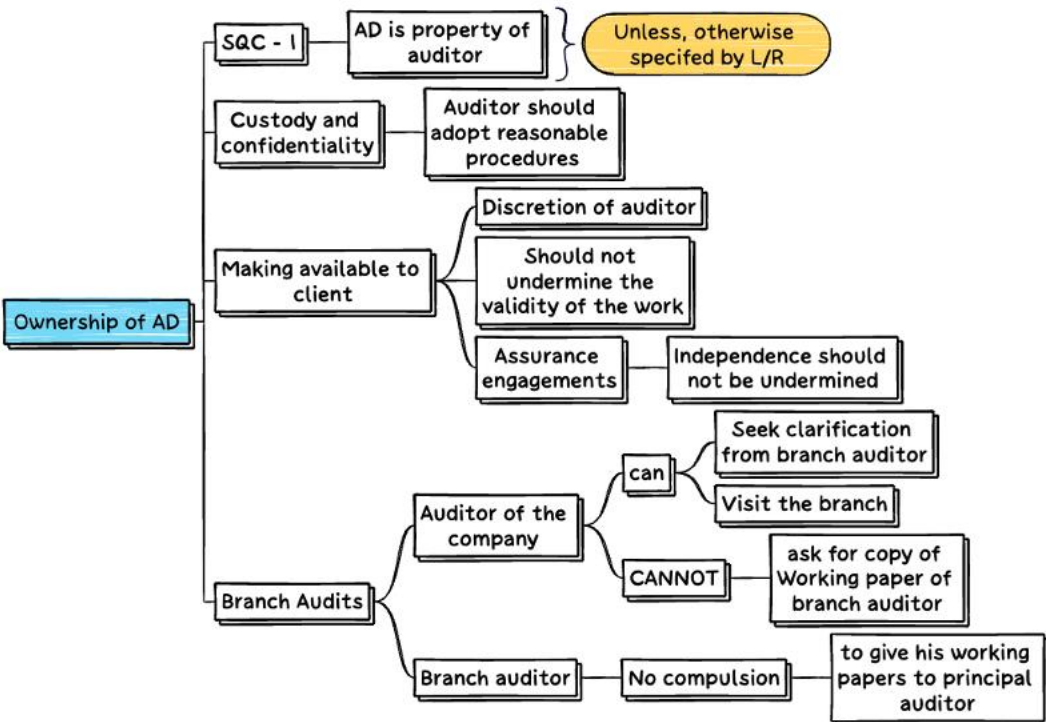 SQC - 1
AD is property of
auditor
Unless, otherwise
specifed by L/R
Custody and
confidentiality
Auditor should
adopt reasonable
procedures
Ownership of AD
Making available to
client
Discretion of auditor
Should not
undermine the
validity of the work
Assurance
engagements
Independence should
not be undermined
Branch Audits
Auditor of the
company
can
Seek clarification
from branch auditor
Visit the branch
CANNOT
ask for copy of
Working paper of
branch auditor
Branch auditor
No compulsion
to give his working
papers to principal
auditor